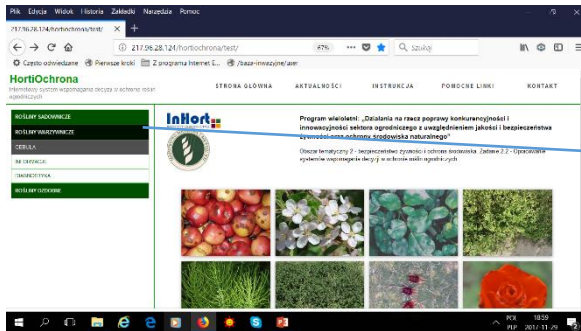 Plik Edycja Widok Historia Zakładki Narzędzia Pomoc
217.96.28.124/hortiochrona/test/
217.96.28.124/hortiochrona/test/ 67% Szukaj
Często odwiedzane Pierwsze kroki Z programu Internet E... /baza-inwazyjne/user
HortiOchrona
Internetowy system wspomagania decyzji w ochronie roślin ogrodniczych
STRONA GŁÓWNA AKTUALNOŚCI INSTRUKCJA POMOCNE LINKI KONTAKT
ROŚLINY SADOWNICZE
ROŚLINY WARZYWNICZE
CEBULA
INFORMACJE
DIAGNOSTYKA
ROŚLINY OZDOBNE
InHort
Program wieloletni: „Działania na rzecz poprawy konkurencyjności i
innowacyjności sektora ogrodniczego z uwzględnieniem jakości i bezpieczeństwa
żywności oraz ochrony środowiska naturalnego"
Obszar tematyczny 2 - bezpieczeństwo żywności i ochrona środowiska. Zadanie 2.2 - Opracowanie
systemów wspomagania decyzji w ochronie roślin ogrodniczych
POL 18:59
PLP 2017-11-29